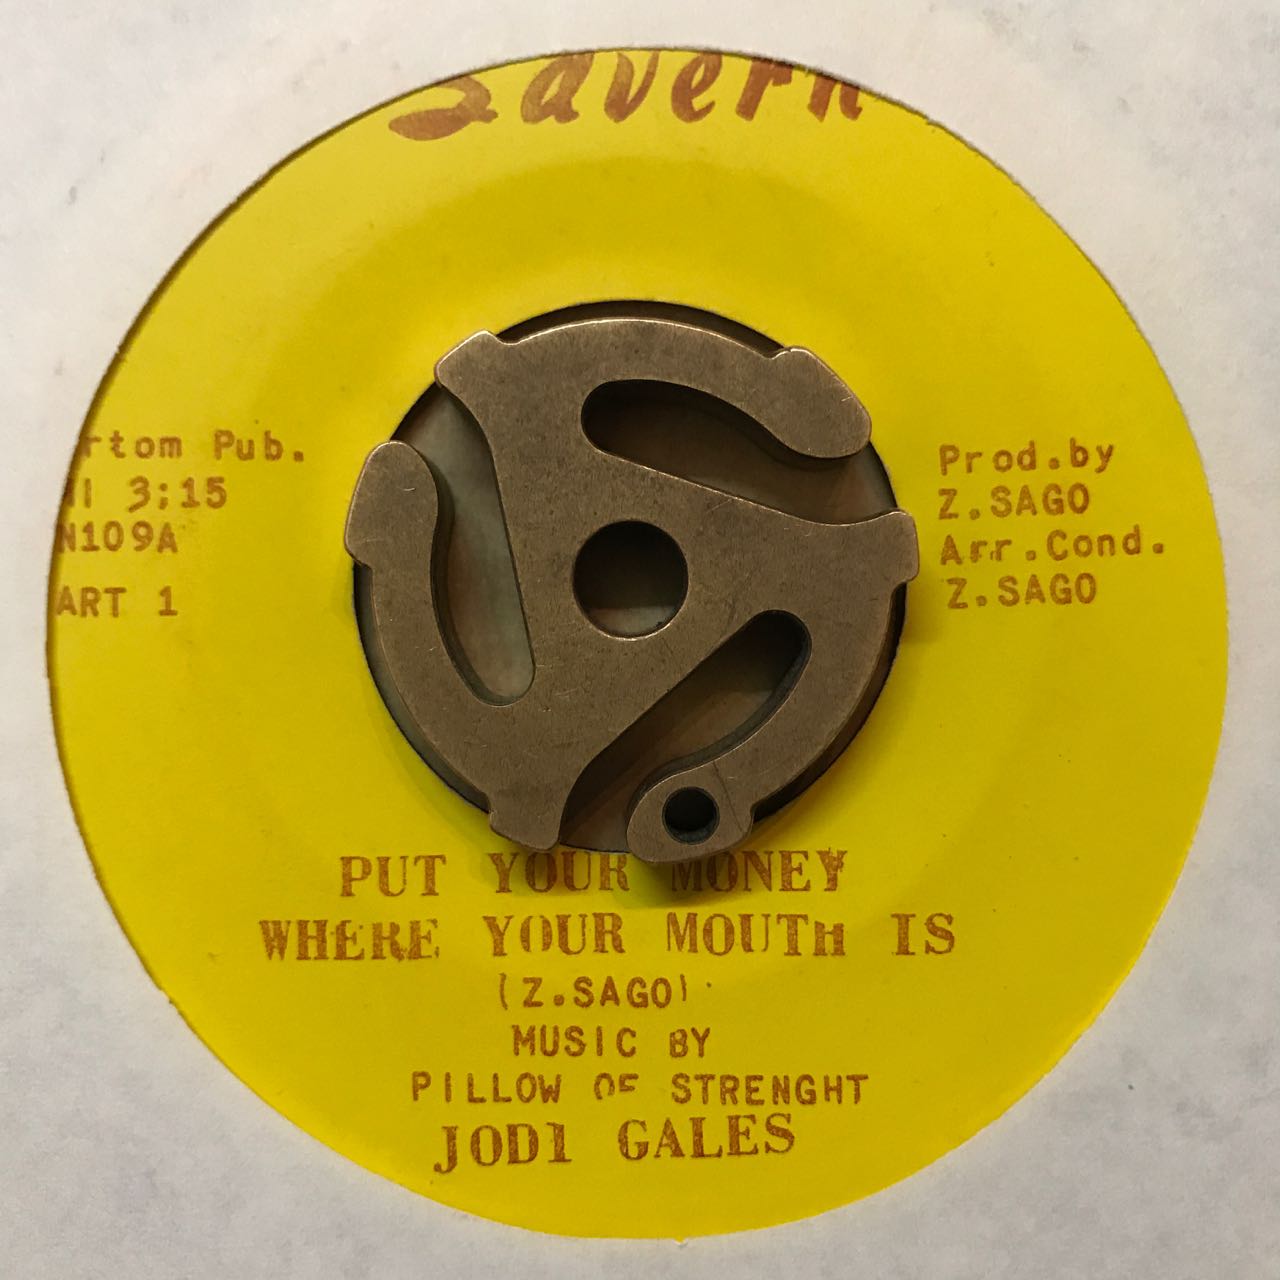 Savern
rtom Pub.
3:15
N109A
ART 1
Prod.by
Z.SAGO
Arr.Cond.
Z.SAGO
PUT YOUR MONEY
WHERE YOUR MOUTH IS
(Z.SAGO)
MUSIC BY
PILLOW OF STRENGHT
JODI GALES